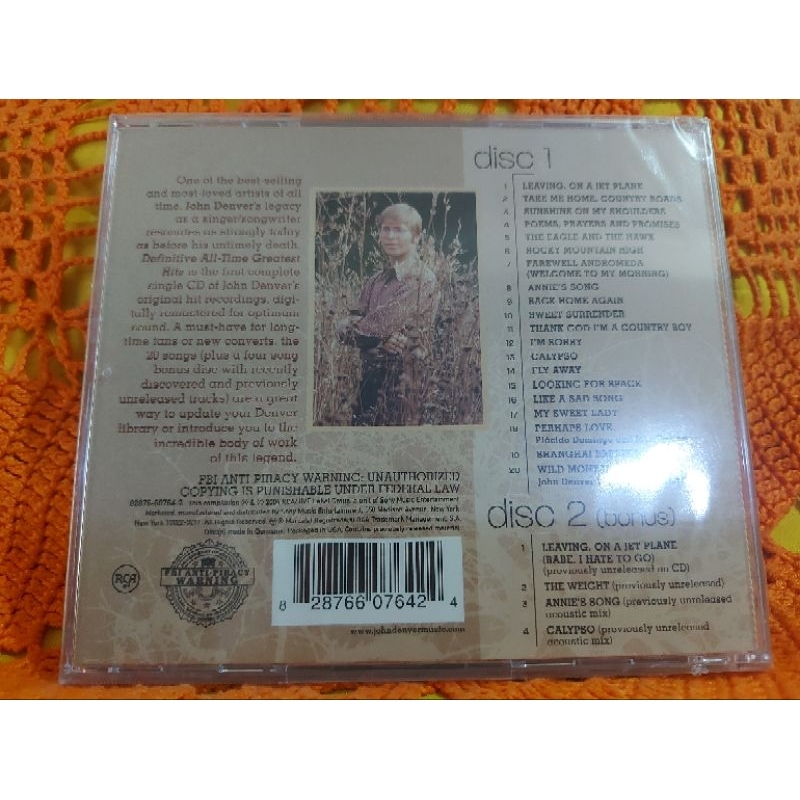 One of the best-selling
and most-loved artists of all
time, John Denver's legacy
as a singer/songwriter
resonates as strongly today
as before his untimely death.
Definitive All-Time Greatest
Hits is the first complete
single CD of John Denver's
original hit recordings, digi-
tally remastered for optimum
sound. A must-have for long-
time fans or new converts, the
20 songs (plus a four song
bonus disc with recently
discovered and previously
unreleased tracks) are a great
way to update your Denver
library or introduce you to the
incredible body of work
of this legend.
FBI ANTI PIRACY WARNING: UNAUTHORIZED
COPYING IS PUNISHABLE UNDER FEDERAL LAW
RCA
FBI ANTI-PIRACY
WARNING
8 28766 07642 4
www.johndenvermusic.com
disc 1
1 LEAVING, ON A JET PLANE
2 TAKE ME HOME, COUNTRY ROADS
3 SUNSHINE ON MY SHOULDERS
4 POEMS, PRAYERS AND PROMISES
5 THE EAGLE AND THE HAWK
6 ROCKY MOUNTAIN HIGH
7 FAREWELL ANDROMEDA
(WELCOME TO MY MORNING)
8 ANNIE'S SONG
9 BACK HOME AGAIN
10 SWEET SURRENDER
11 THANK GOD I'M A COUNTRY BOY
12 I'M SORRY
13 CALYPSO
14 FLY AWAY
15 LOOKING FOR SPACE
16 LIKE A SAD SONG
17 MY SWEET LADY
18 PERHAPS LOVE
Plácido Domingo
19 SHANGHAI
20 WILD
John Denver
disc 2 (bonus)
1 LEAVING, ON A JET PLANE
(BABE, I HATE TO GO)
(previously unreleased on CD)
2 THE WEIGHT (previously unreleased)
3 ANNIE'S SONG (previously unreleased
acoustic mix)
4 CALYPSO (previously unreleased
acoustic mix)